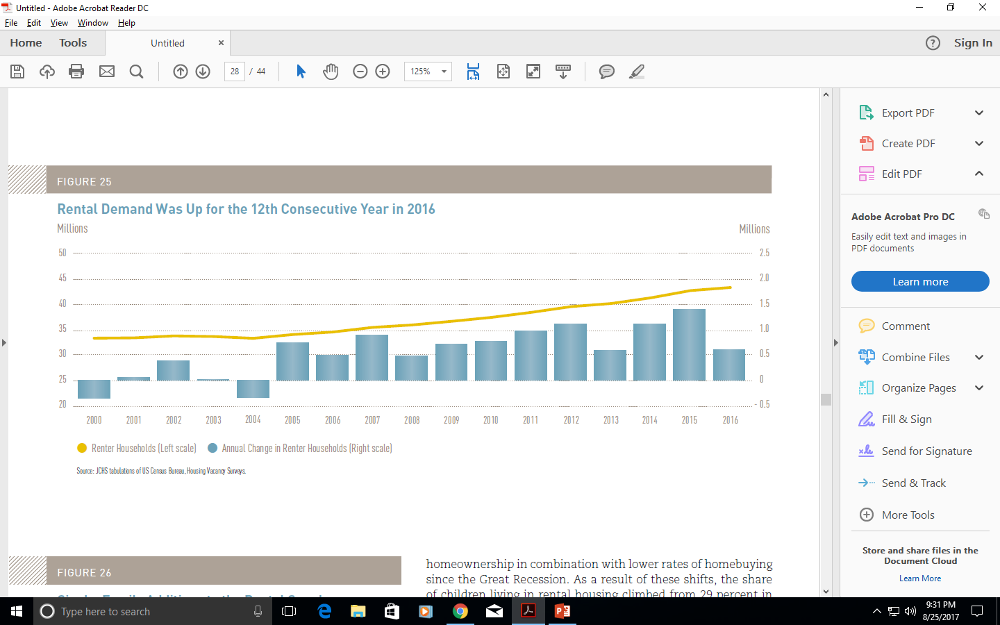 Untitled - Adobe Acrobat Reader DC
File Edit View Window Help
Home Tools Untitled × ? Sign In
28 / 44 125%
Export PDF
Create PDF
Edit PDF
Adobe Acrobat Pro DC
Easily edit text and images in
PDF documents
Learn more
Comment
Combine Files
Organize Pages
Fill & Sign
Send for Signature
Send & Track
More Tools
Store and share files in the
Document Cloud
Learn More
FIGURE 25
Rental Demand Was Up for the 12th Consecutive Year in 2016
Millions Millions
50 2.5
45 2.0
40 1.5
35 1.0
30 0.5
25 0
20 - 0.5
2000 2001 2002 2003 2004 2005 2006 2007 2008 2009 2010 2011 2012 2013 2014 2015 2016
Renter Households (Left scale) Annual Change in Renter Households (Right scale)
Source: JCHS tabulations of US Census Bureau, Housing Vacancy Surveys.
FIGURE 26
homeownership in combination with lower rates of homebuying
since the Great Recession. As a result of these shifts, the share
of children living in rental housing climbed from 29 percent in
Type here to search
9:31 PM
8/25/2017